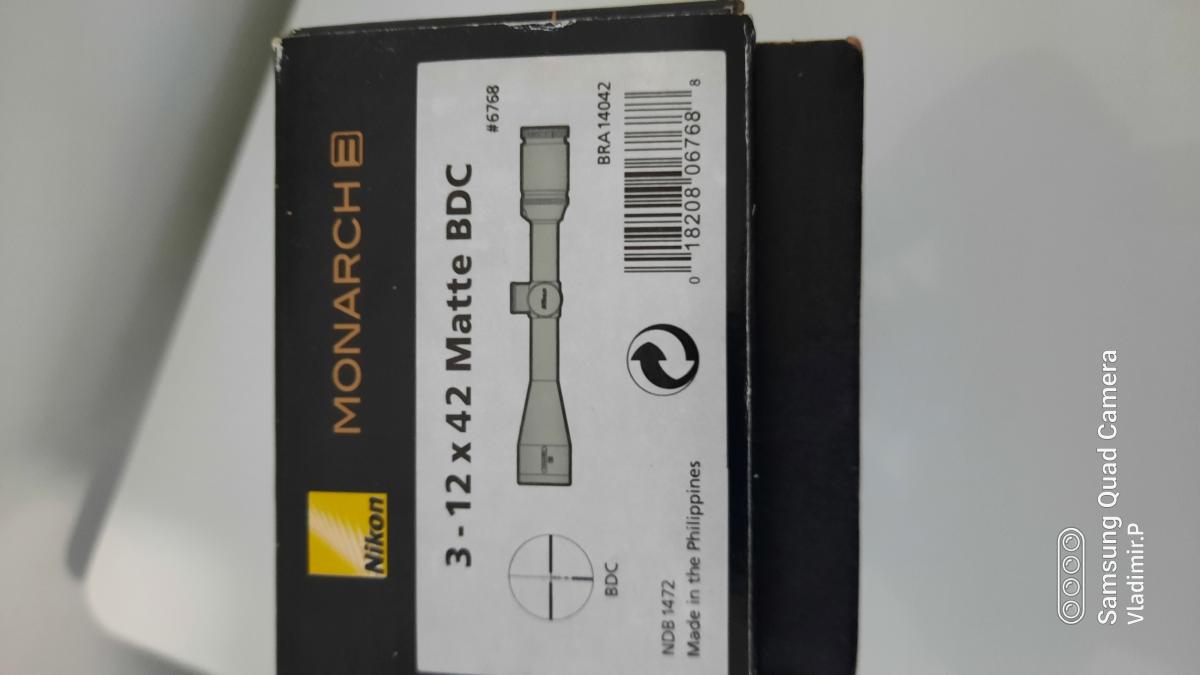 Nikon
MONARCH E
3 - 12 x 42 Matte BDC
#6768
BDC
BRA 14042
NDB 1472
Made in the Philippines
0 18208 06768 8
Samsung Quad Camera
Vladimir.P